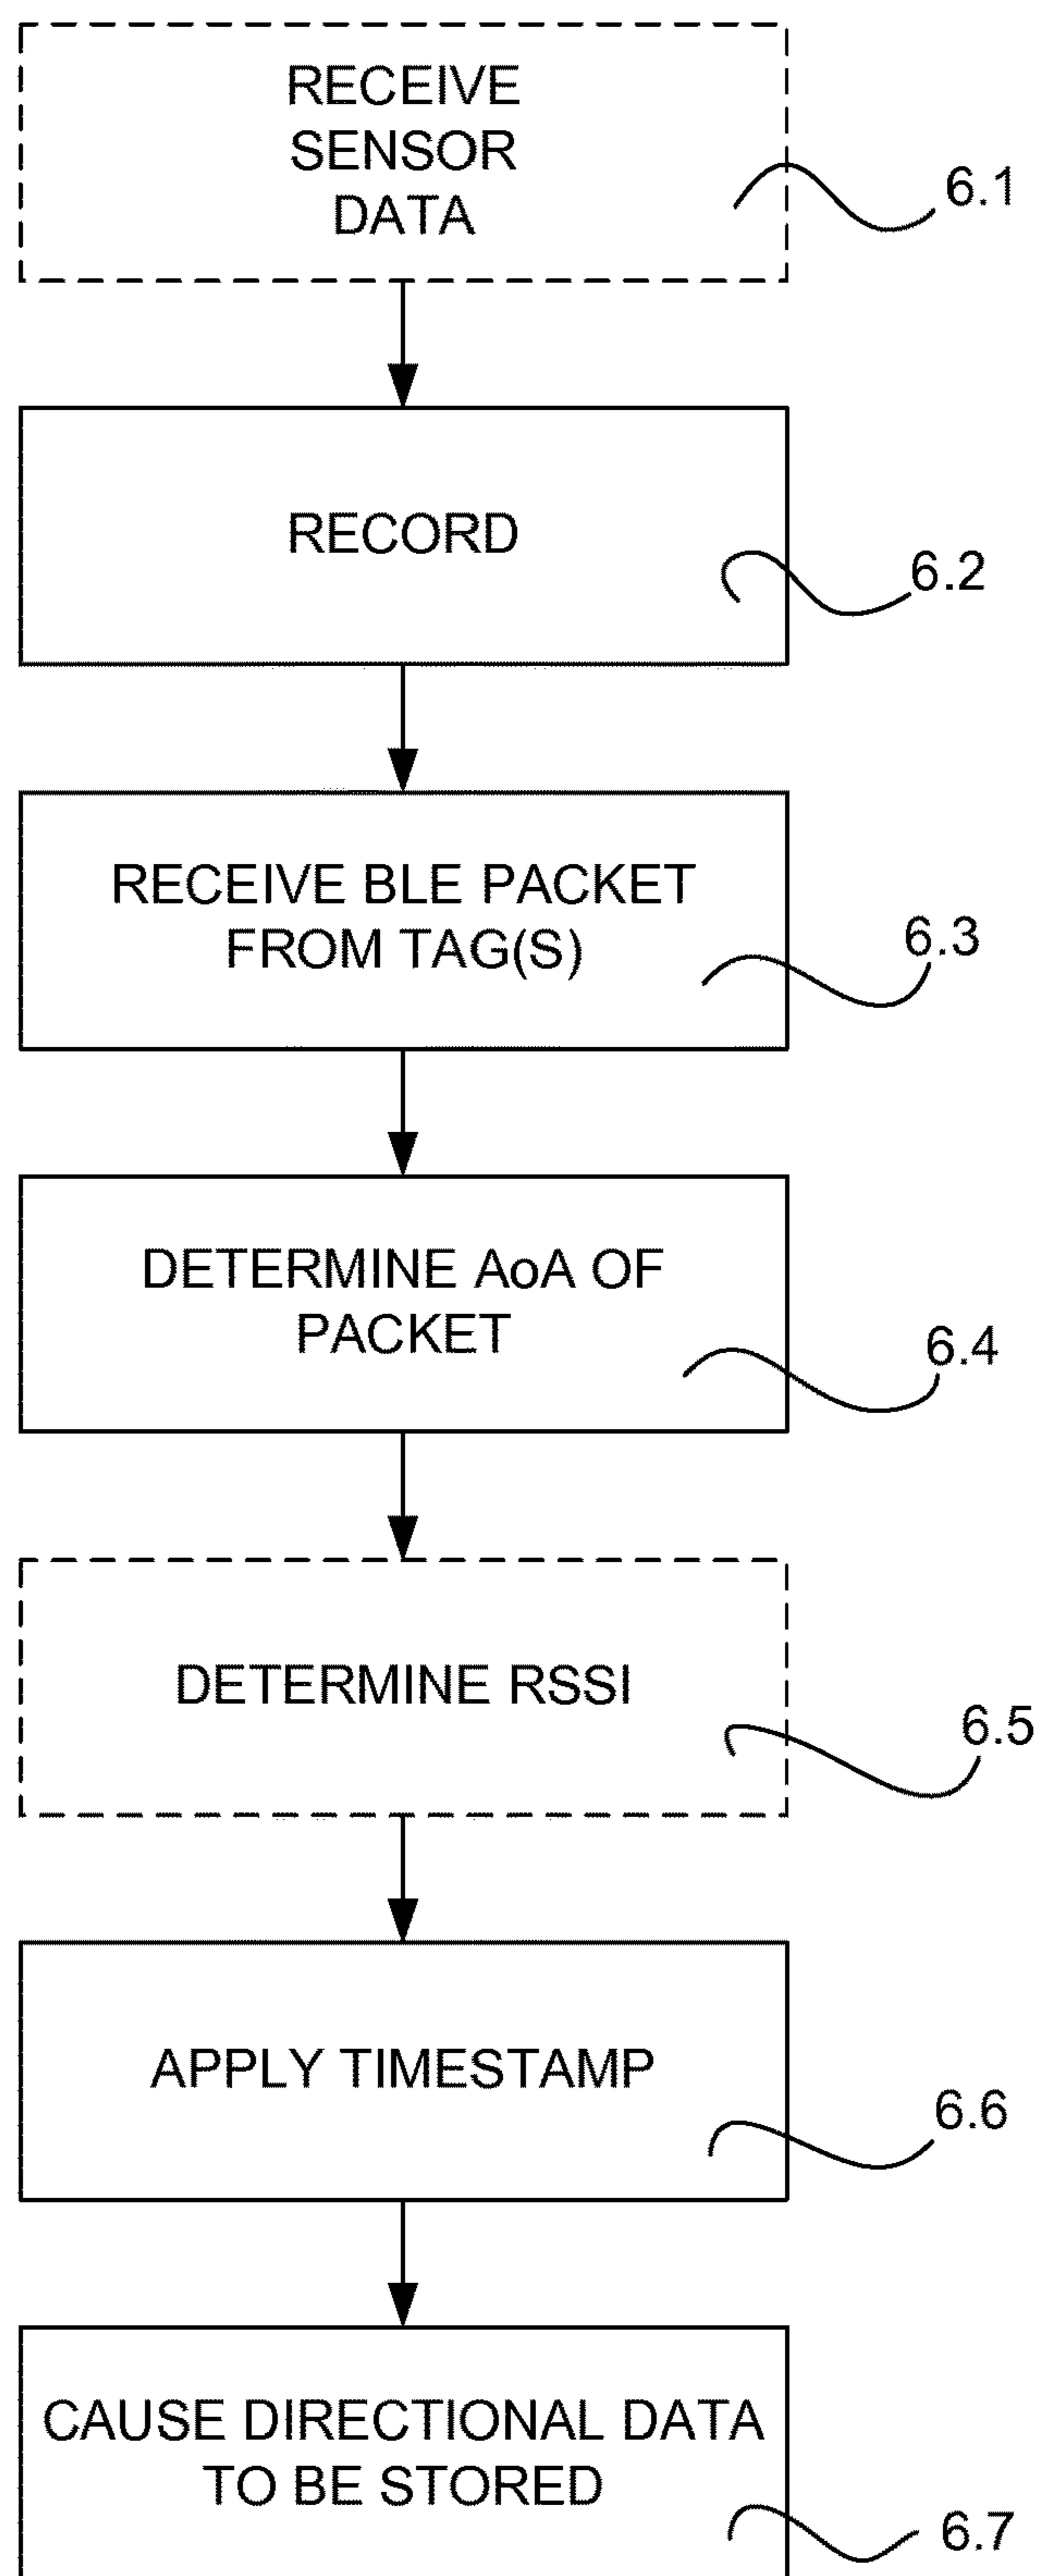 RECEIVE
SENSOR
DATA
6.1
RECORD
6.2
RECEIVE BLE PACKET
FROM TAG(S)
6.3
DETERMINE AoA OF
PACKET
6.4
DETERMINE RSSI
6.5
APPLY TIMESTAMP
6.6
CAUSE DIRECTIONAL DATA
TO BE STORED
6.7